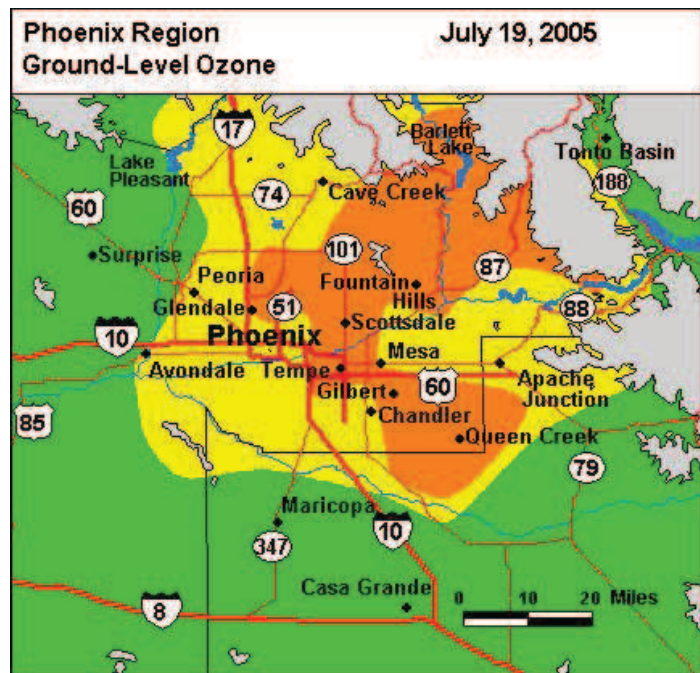 Phoenix Region
July 19, 2005
Ground-Level Ozone
17
Barlett
Lake
Tonto Basin
Lake
Pleasant
74
Cave Creek
188
60
Surprise
101
87
Peoria
Fountain
Hills
Glendale
51
88
Phoenix
Scottsdale
10
Mesa
Avondale
Tempe
60
Apache
Junction
Gilbert
85
Chandler
Queen Creek
79
Maricopa
10
347
Casa Grande
0 10 20 Miles
8